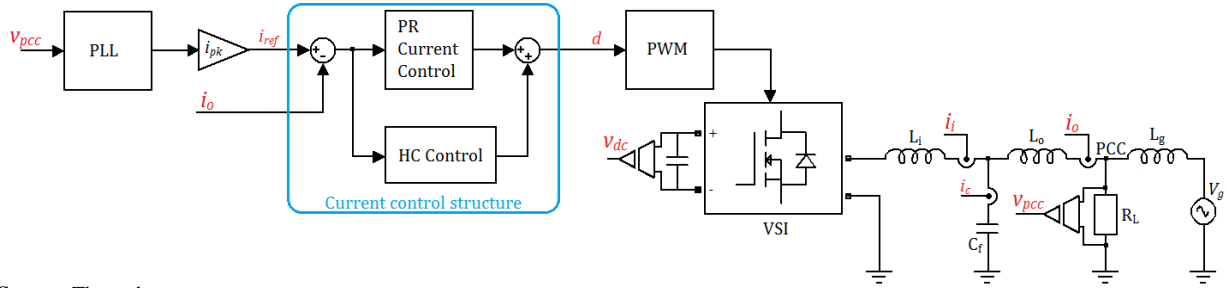 v_pcc
PLL
i_pk
i_ref
i_o
PR
Current
Control
HC Control
Current control structure
d
PWM
v_dc
+
-
VSI
L_i
i_i
L_o
i_o
PCC
L_g
i_c
C_f
v_pcc
R_L
V_g